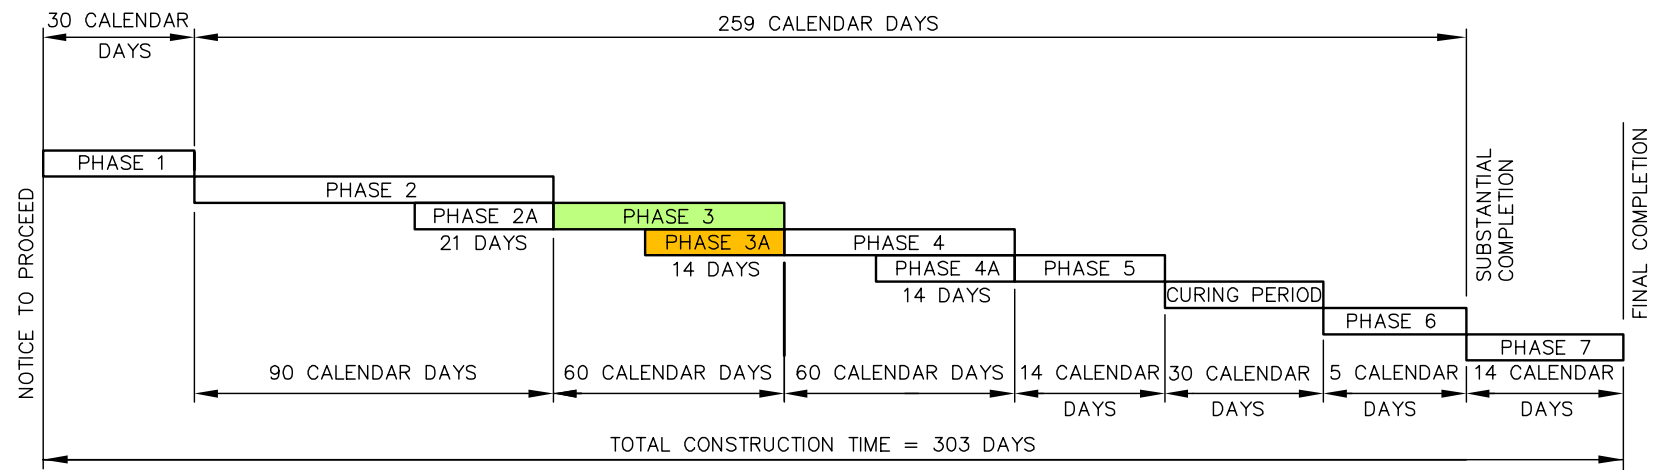 30 CALENDAR
DAYS
259 CALENDAR DAYS
PHASE 1
PHASE 2
PHASE 2A
21 DAYS
PHASE 3
PHASE 3A
14 DAYS
PHASE 4
PHASE 4A
14 DAYS
PHASE 5
CURING PERIOD
PHASE 6
PHASE 7
NOTICE TO PROCEED
SUBSTANTIAL
COMPLETION
FINAL COMPLETION
90 CALENDAR DAYS
60 CALENDAR DAYS
60 CALENDAR DAYS
14 CALENDAR
DAYS
30 CALENDAR
DAYS
5 CALENDAR
DAYS
14 CALENDAR
DAYS
TOTAL CONSTRUCTION TIME = 303 DAYS